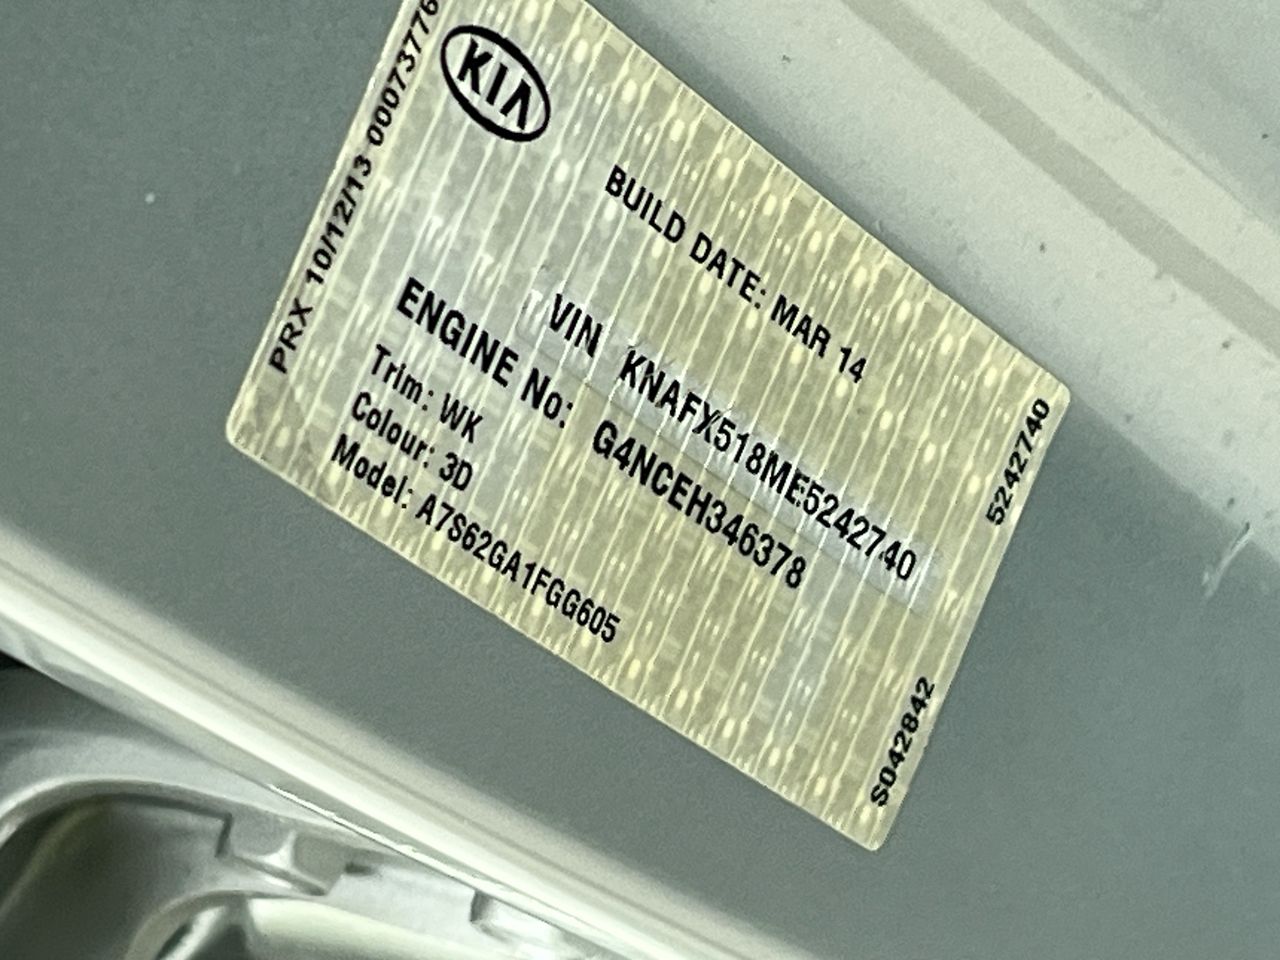 KIA
BUILD DATE: MAR 14
VIN KNAFX518ME5242740
ENGINE No: G4NCEH346378
Trim: WK
Colour: 3D
Model: A7S62GA1FGG605
PRX 10/12/13 00073776
5242740
S042842